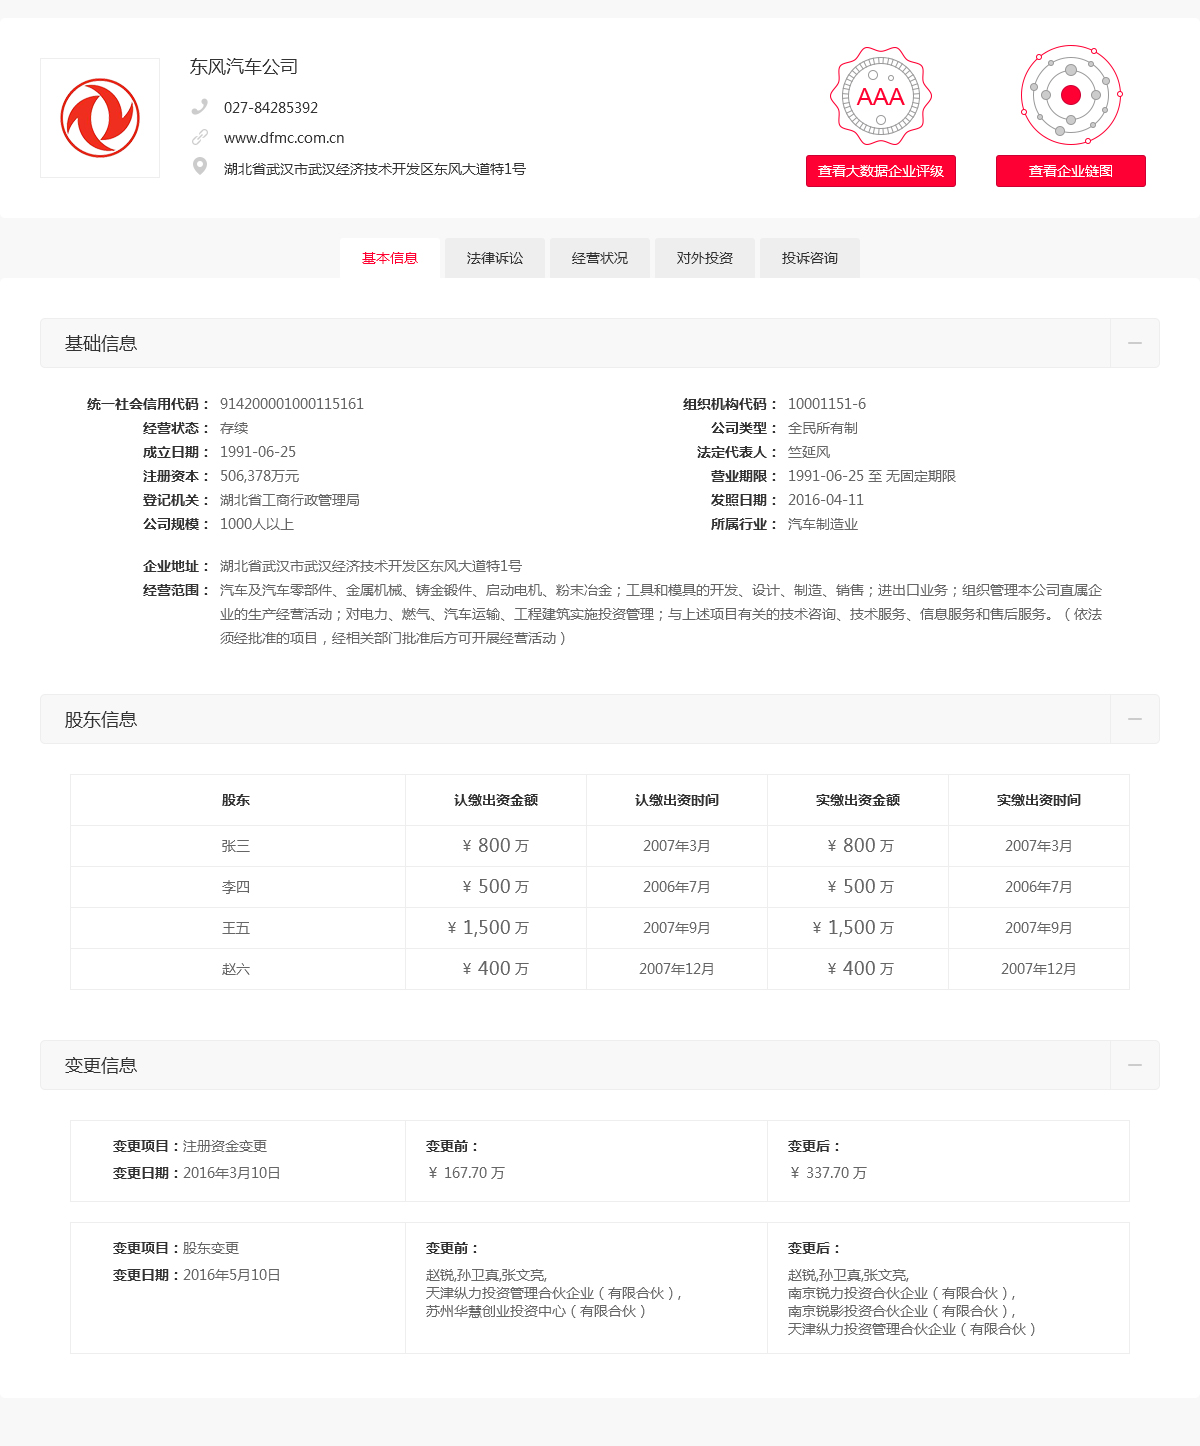 东风汽车公司
027-84285392
www.dfmc.com.cn
湖北省武汉市武汉经济技术开发区东风大道特1号
AAA
查看大数据企业评级
查看企业链图
基本信息 法律诉讼 经营状况 对外投资 投诉咨询
基础信息
统一社会信用代码： 914200001000115161 组织机构代码： 10001151-6
经营状态： 存续 公司类型： 全民所有制
成立日期： 1991-06-25 法定代表人： 竺延风
注册资本： 506,378万元 营业期限： 1991-06-25 至 无固定期限
登记机关： 湖北省工商行政管理局 发照日期： 2016-04-11
公司规模： 1000人以上 所属行业： 汽车制造业
企业地址： 湖北省武汉市武汉经济技术开发区东风大道特1号
经营范围： 汽车及汽车零部件、金属机械、铸金锻件、启动电机、粉末冶金；工具和模具的开发、设计、制造、销售；进出口业务；组织管理本公司直属企
业的生产经营活动；对电力、燃气、汽车运输、工程建筑实施投资管理；与上述项目有关的技术咨询、技术服务、信息服务和售后服务。（依法
须经批准的项目，经相关部门批准后方可开展经营活动）
股东信息
股东 认缴出资金额 认缴出资时间 实缴出资金额 实缴出资时间
张三 ¥ 800 万 2007年3月 ¥ 800 万 2007年3月
李四 ¥ 500 万 2006年7月 ¥ 500 万 2006年7月
王五 ¥ 1,500 万 2007年9月 ¥ 1,500 万 2007年9月
赵六 ¥ 400 万 2007年12月 ¥ 400 万 2007年12月
变更信息
变更项目：注册资金变更 变更前： 变更后：
变更日期：2016年3月10日 ¥ 167.70 万 ¥ 337.70 万
变更项目：股东变更 变更前： 变更后：
变更日期：2016年5月10日 赵锐,孙卫真,张文亮, 赵锐,孙卫真,张文亮,
天津纵力投资管理合伙企业（有限合伙）, 南京锐力投资合伙企业（有限合伙）,
苏州华慧创业投资中心（有限合伙） 南京锐影投资合伙企业（有限合伙）,
天津纵力投资管理合伙企业（有限合伙）